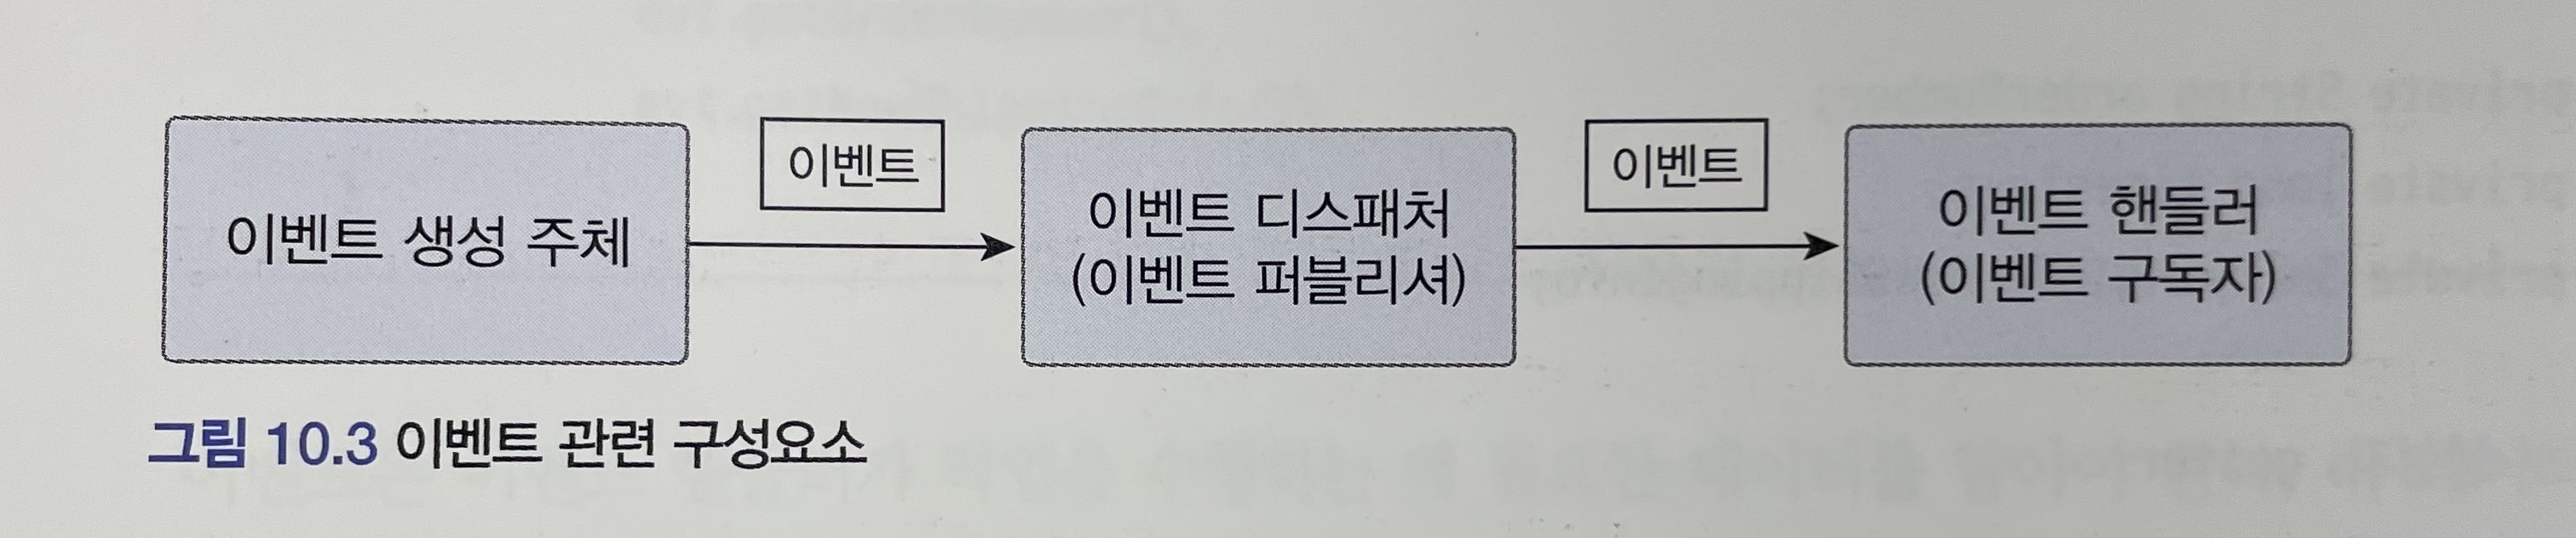 이벤트 생성 주체
이벤트
이벤트 디스패처
(이벤트 퍼블리셔)
이벤트
이벤트 핸들러
(이벤트 구독자)
그림 10.3 이벤트 관련 구성요소